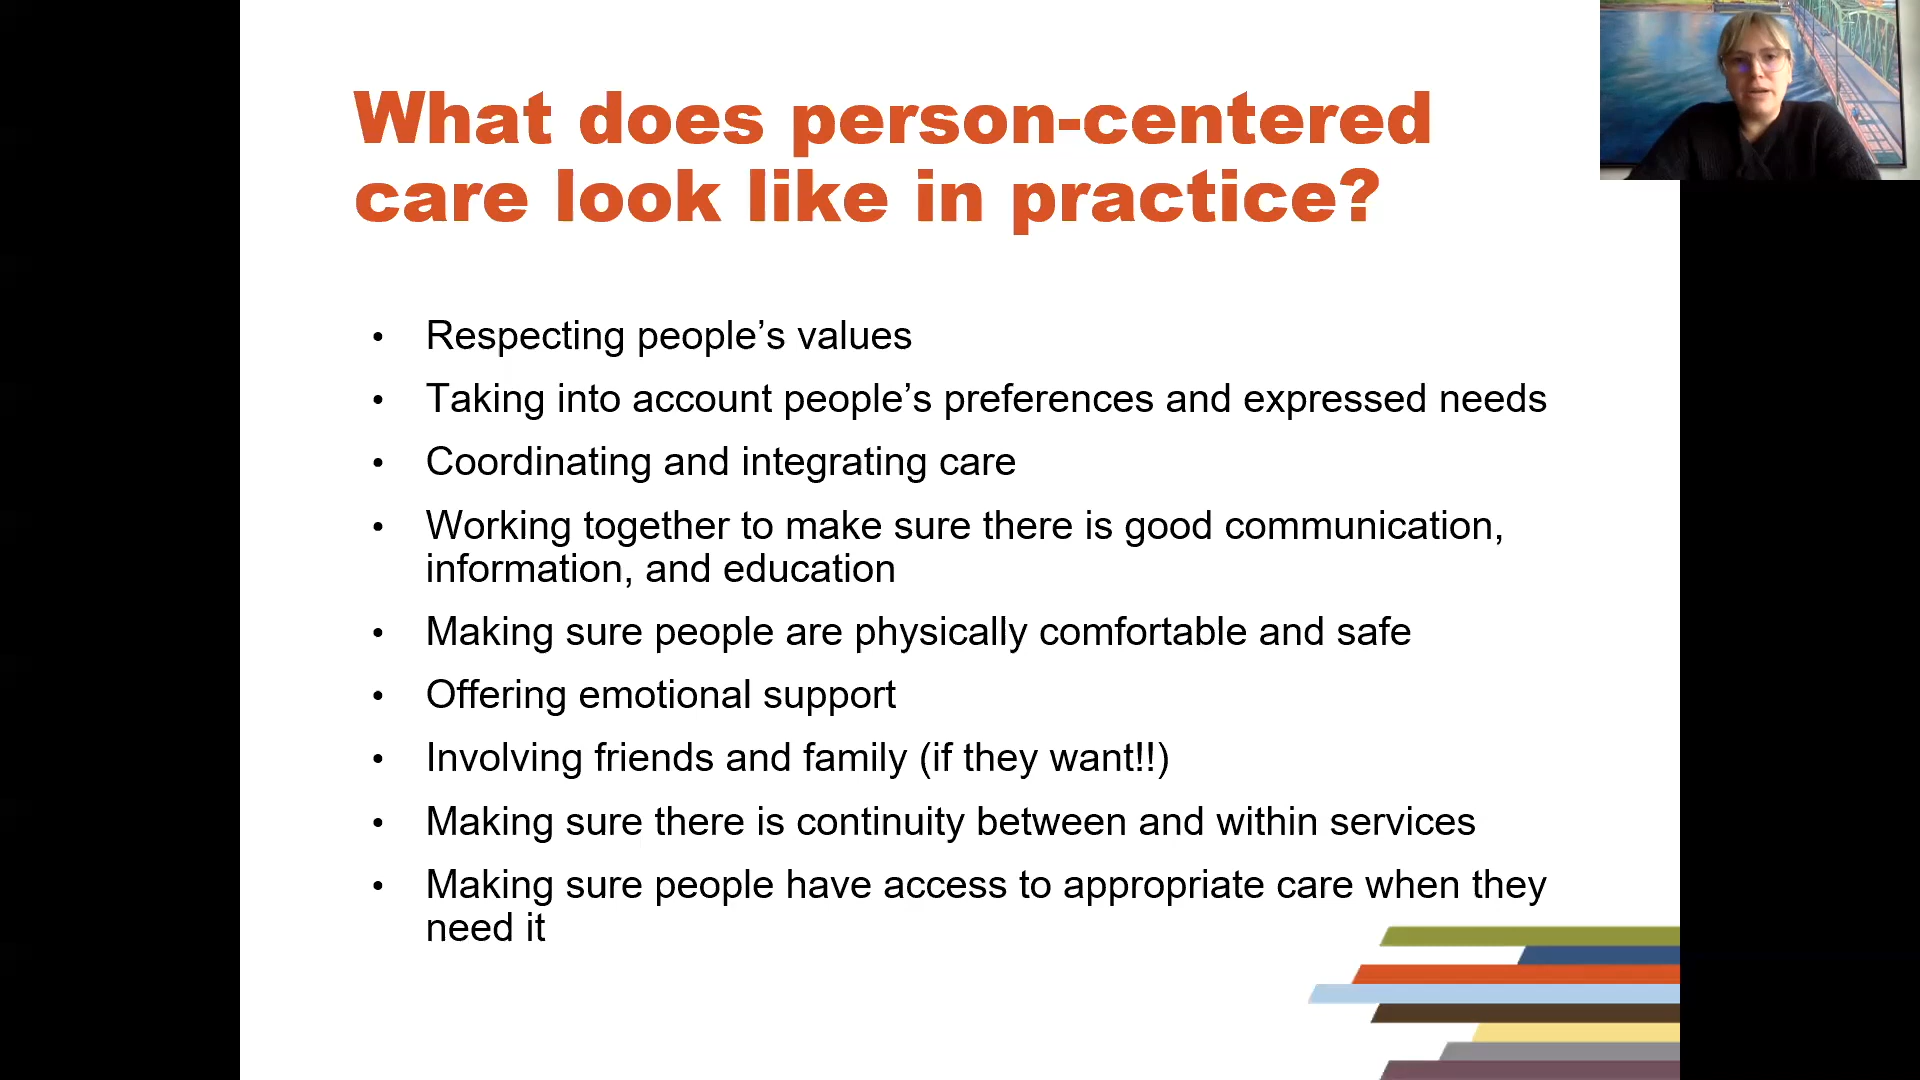 What does person-centered
care look like in practice?
• Respecting people’s values
• Taking into account people’s preferences and expressed needs
• Coordinating and integrating care
• Working together to make sure there is good communication,
information, and education
• Making sure people are physically comfortable and safe
• Offering emotional support
• Involving friends and family (if they want!!)
• Making sure there is continuity between and within services
• Making sure people have access to appropriate care when they
need it